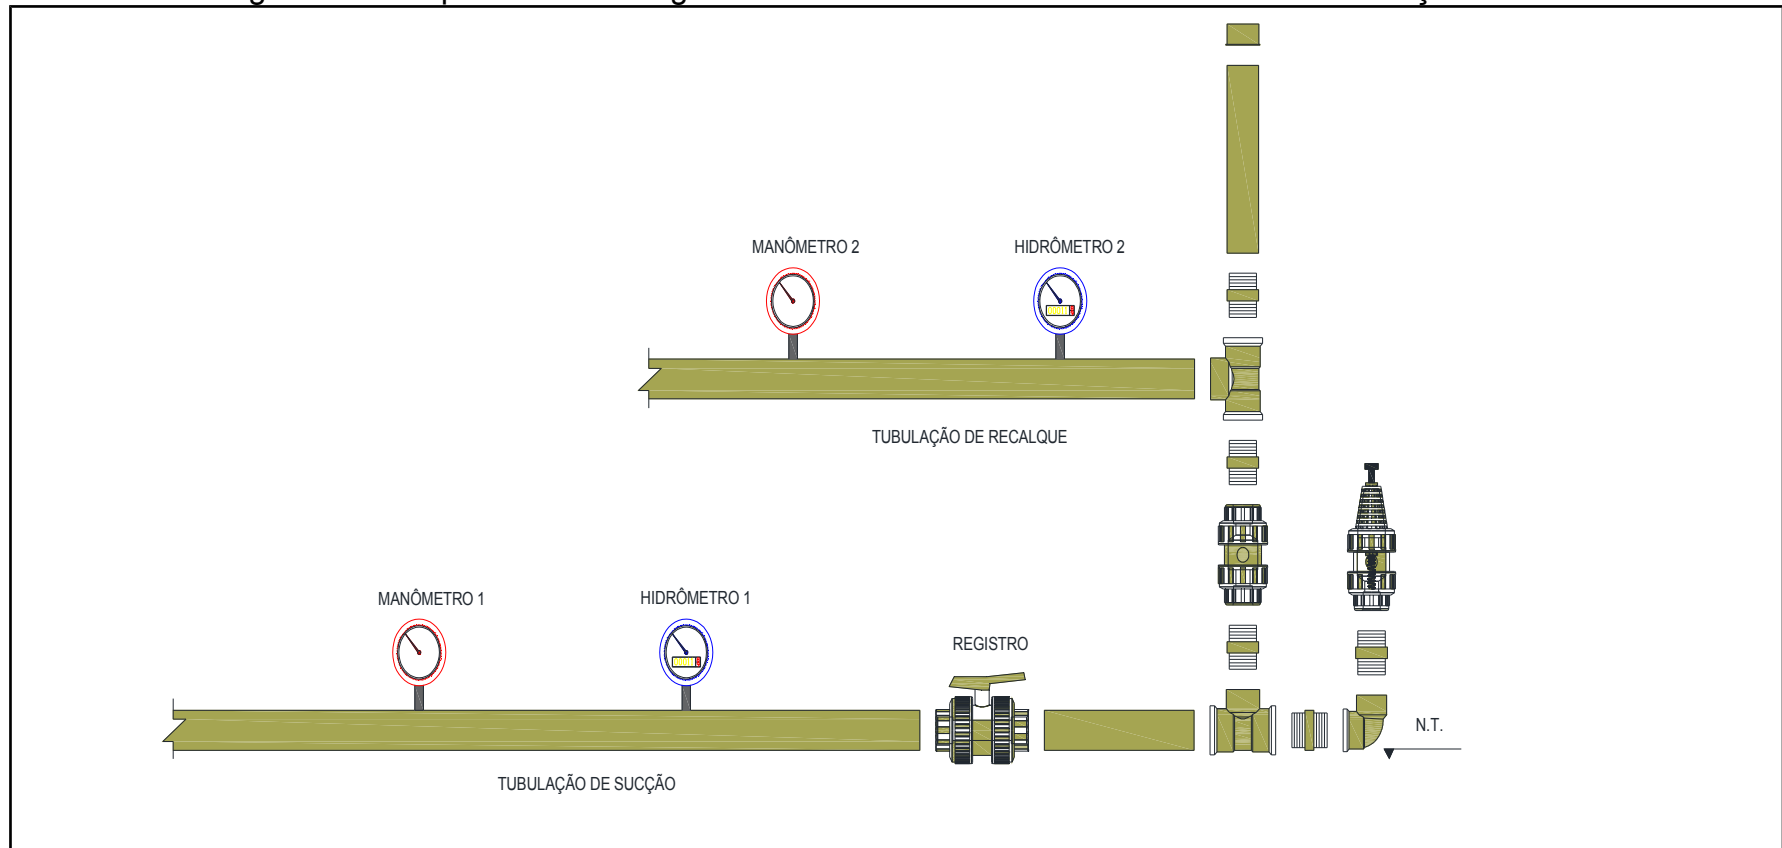 MANÔMETRO 2
HIDRÔMETRO 2
TUBULAÇÃO DE RECALQUE
MANÔMETRO 1
HIDRÔMETRO 1
REGISTRO
N.T.
TUBULAÇÃO DE SUCÇÃO